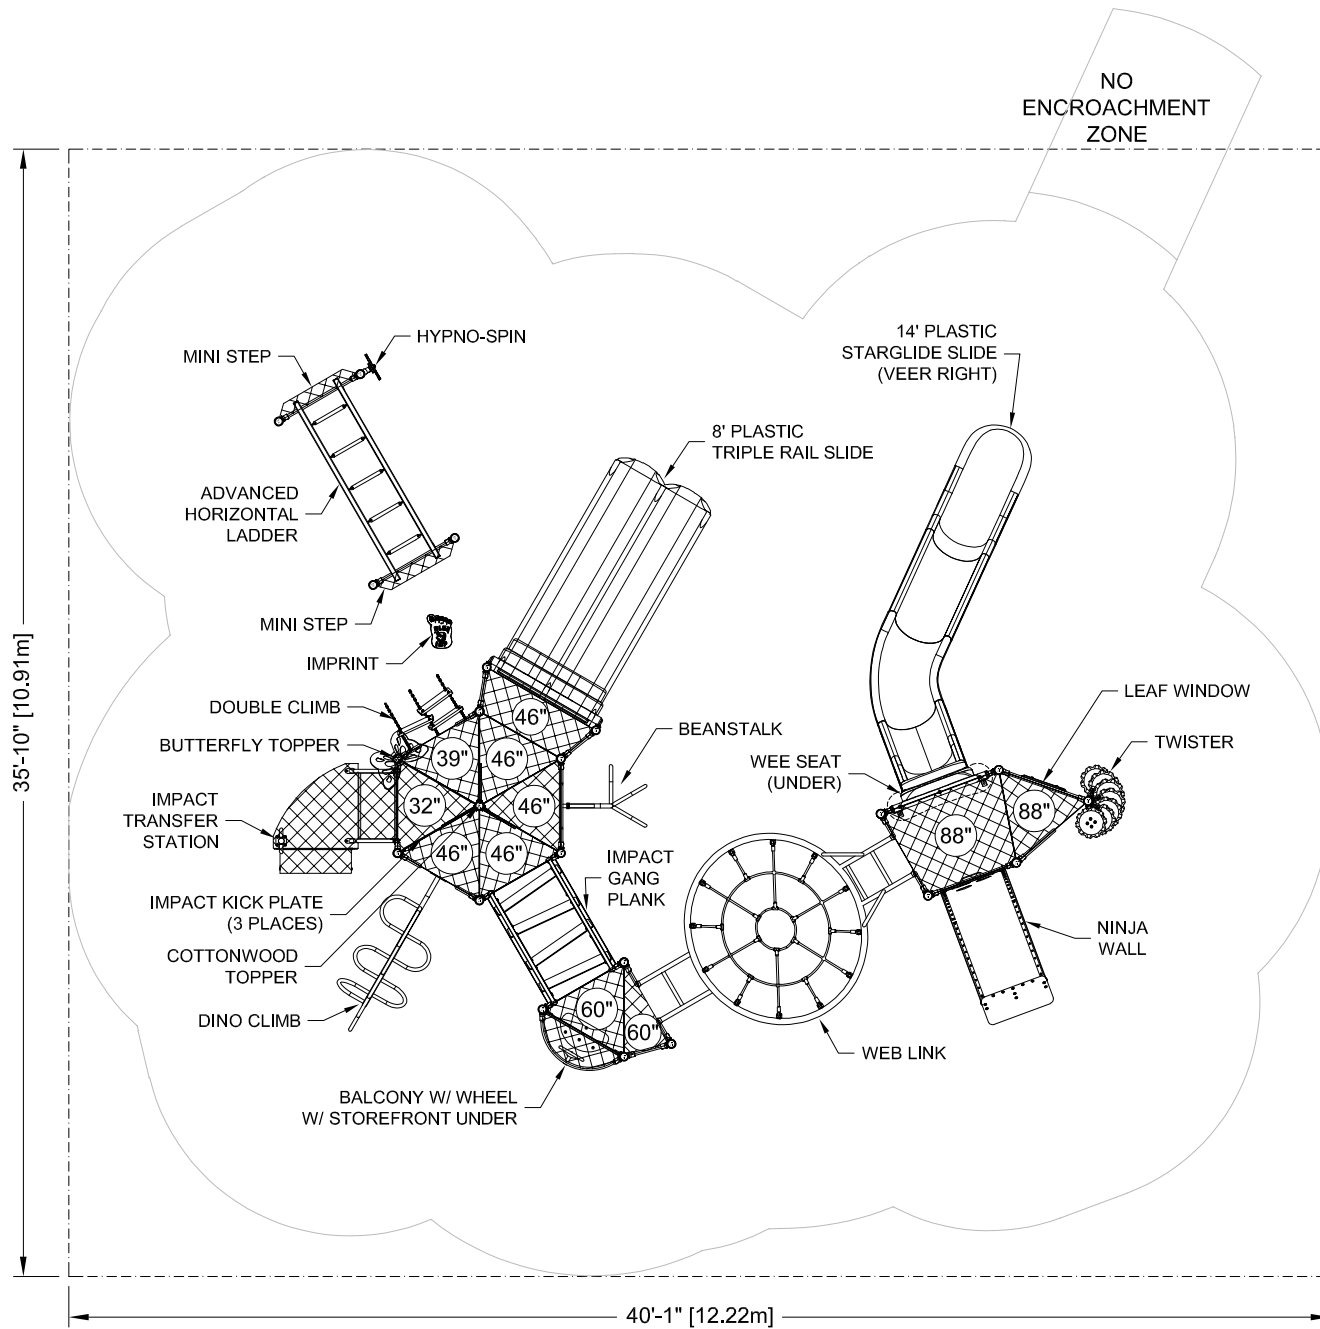 NO
ENCROACHMENT
ZONE
HYPNO-SPIN
MINI STEP
14' PLASTIC
STARGLIDE SLIDE
(VEER RIGHT)
8' PLASTIC
TRIPLE RAIL SLIDE
ADVANCED
HORIZONTAL
LADDER
MINI STEP
IMPRINT
DOUBLE CLIMB
BUTTERFLY TOPPER
IMPACT
TRANSFER
STATION
IMPACT KICK PLATE
(3 PLACES)
COTTONWOOD
TOPPER
DINO CLIMB
46"
39"
46"
32"
46"
46"
46"
BEANSTALK
IMPACT
GANG
PLANK
WEE SEAT
(UNDER)
LEAF WINDOW
TWISTER
88"
88"
NINJA
WALL
60"
60"
WEB LINK
BALCONY W/ WHEEL
W/ STOREFRONT UNDER
35'-10" [10.91m]
40'-1" [12.22m]